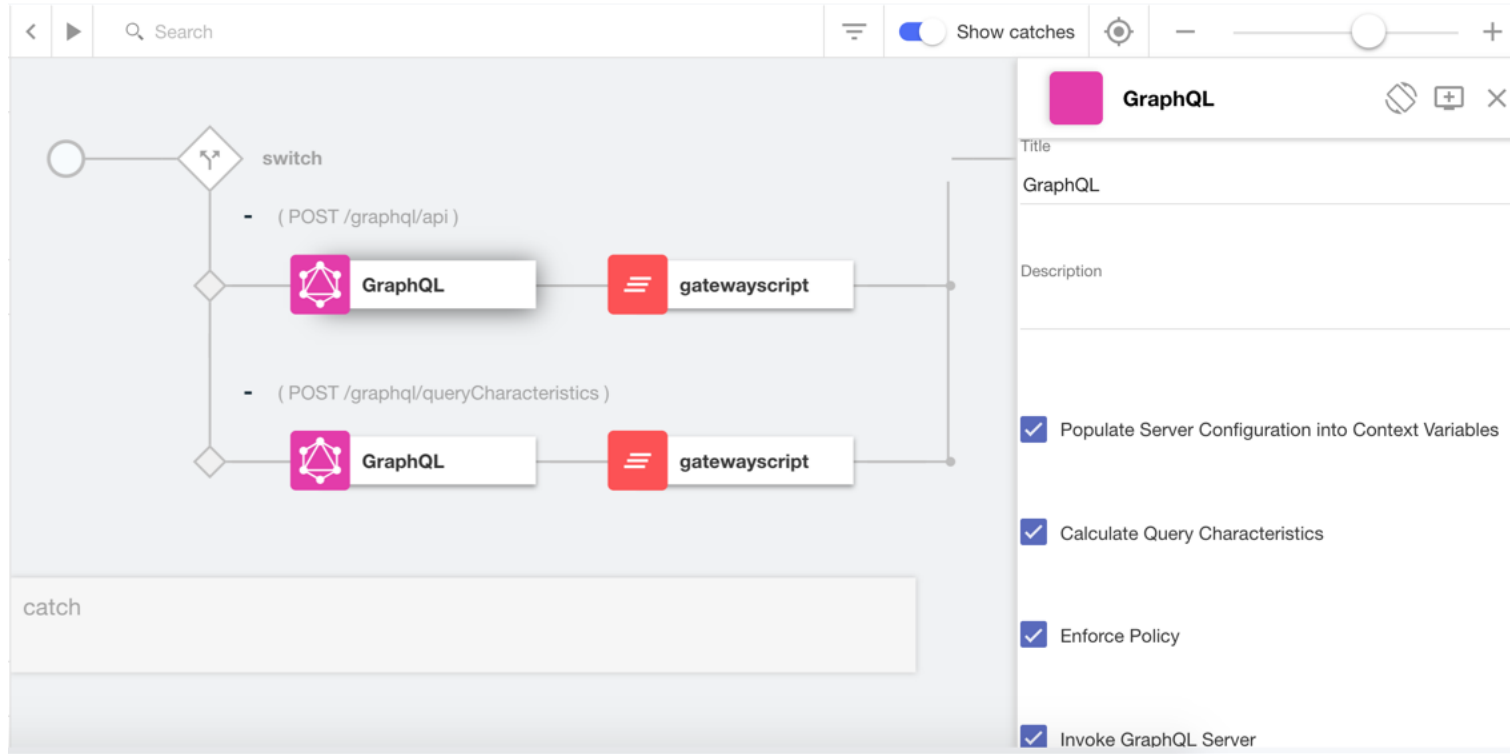 Search
Show catches
GraphQL
Title
GraphQL
switch
- ( POST /graphql/api )
GraphQL
gatewayscript
Description
- ( POST /graphql/queryCharacteristics )
GraphQL
gatewayscript
Populate Server Configuration into Context Variables
Calculate Query Characteristics
catch
Enforce Policy
Invoke GraphQL Server